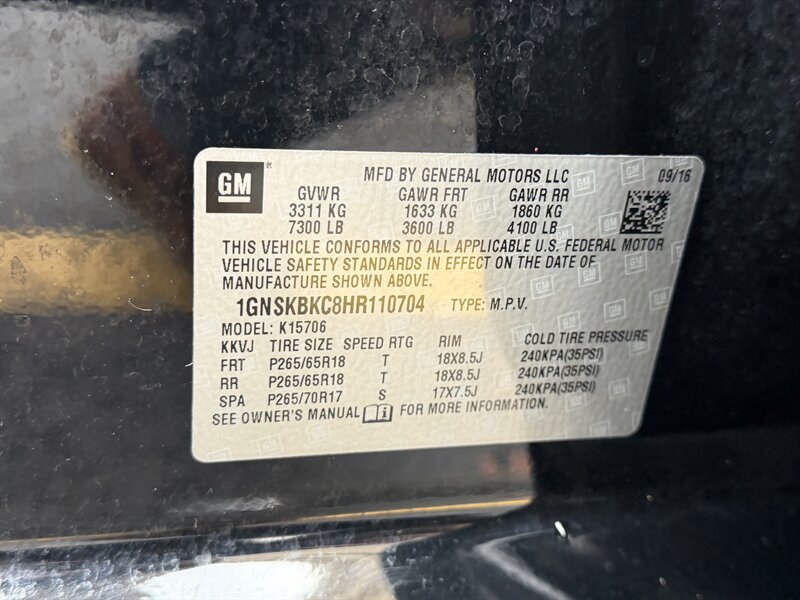 GM ® MFD BY GENERAL MOTORS LLC 09/16
GVWR GAWR FRT GAWR RR
3311 KG 1633 KG 1860 KG
7300 LB 3600 LB 4100 LB
THIS VEHICLE CONFORMS TO ALL APPLICABLE U.S. FEDERAL MOTOR
VEHICLE SAFETY STANDARDS IN EFFECT ON THE DATE OF
MANUFACTURE SHOWN ABOVE.
1GNSKBKC8HR110704 TYPE: M.P.V.
MODEL: K15706
KKVJ TIRE SIZE SPEED RTG RIM COLD TIRE PRESSURE
FRT P265/65R18 T 18X8.5J 240KPA(35PSI)
RR P265/65R18 T 18X8.5J 240KPA(35PSI)
SPA P265/70R17 S 17X7.5J 240KPA(35PSI)
SEE OWNER'S MANUAL FOR MORE INFORMATION.